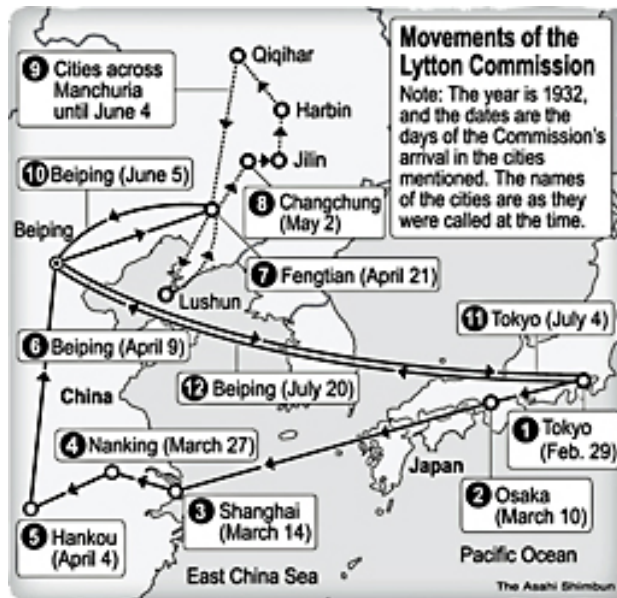 Movements of the
Lytton Commission
Note: The year is 1932,
and the dates are the
days of the Commission's
arrival in the cities
mentioned. The names
of the cities are as they
were called at the time.
9 Cities across
Manchuria
until June 4
Qiqihar
Harbin
Jilin
10 Beiping (June 5)
8 Changchung
(May 2)
Beiping
7 Fengtian (April 21)
Lushun
11 Tokyo (July 4)
6 Beiping (April 9)
12 Beiping (July 20)
China
1 Tokyo
(Feb. 29)
4 Nanking (March 27)
Japan
2 Osaka
(March 10)
3 Shanghai
(March 14)
5 Hankou
(April 4)
Pacific Ocean
East China Sea
The Asahi Shimbun